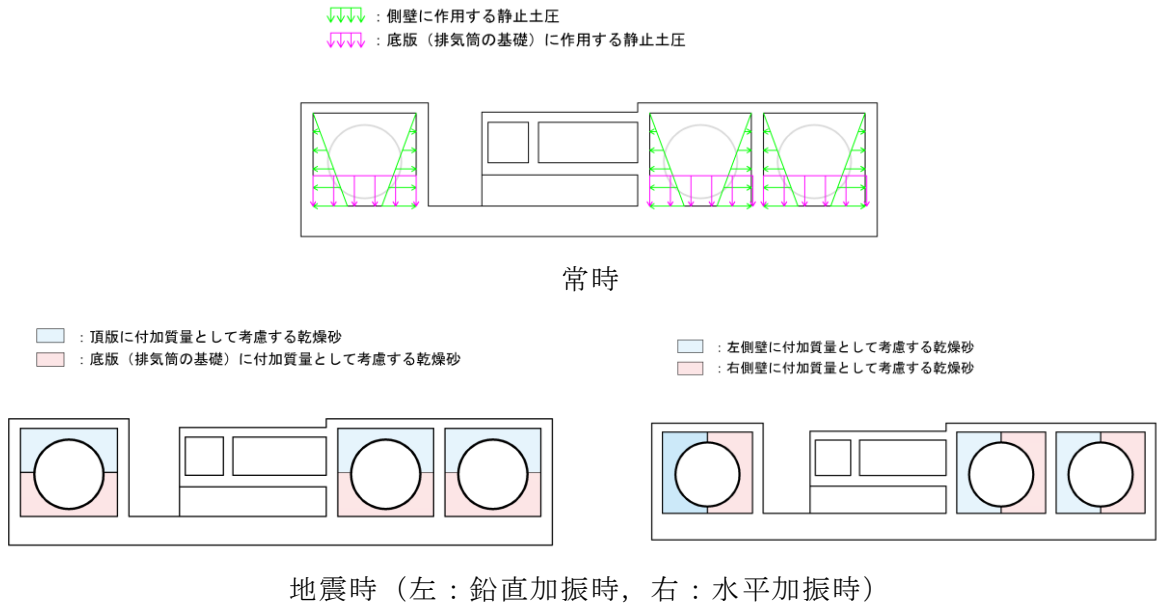 ：側壁に作用する静止土圧
：底版（排気筒の基礎）に作用する静止土圧
常時
：頂版に付加質量として考慮する乾燥砂
：底版（排気筒の基礎）に付加質量として考慮する乾燥砂
：左側壁に付加質量として考慮する乾燥砂
：右側壁に付加質量として考慮する乾燥砂
地震時（左：鉛直加振時，右：水平加振時）